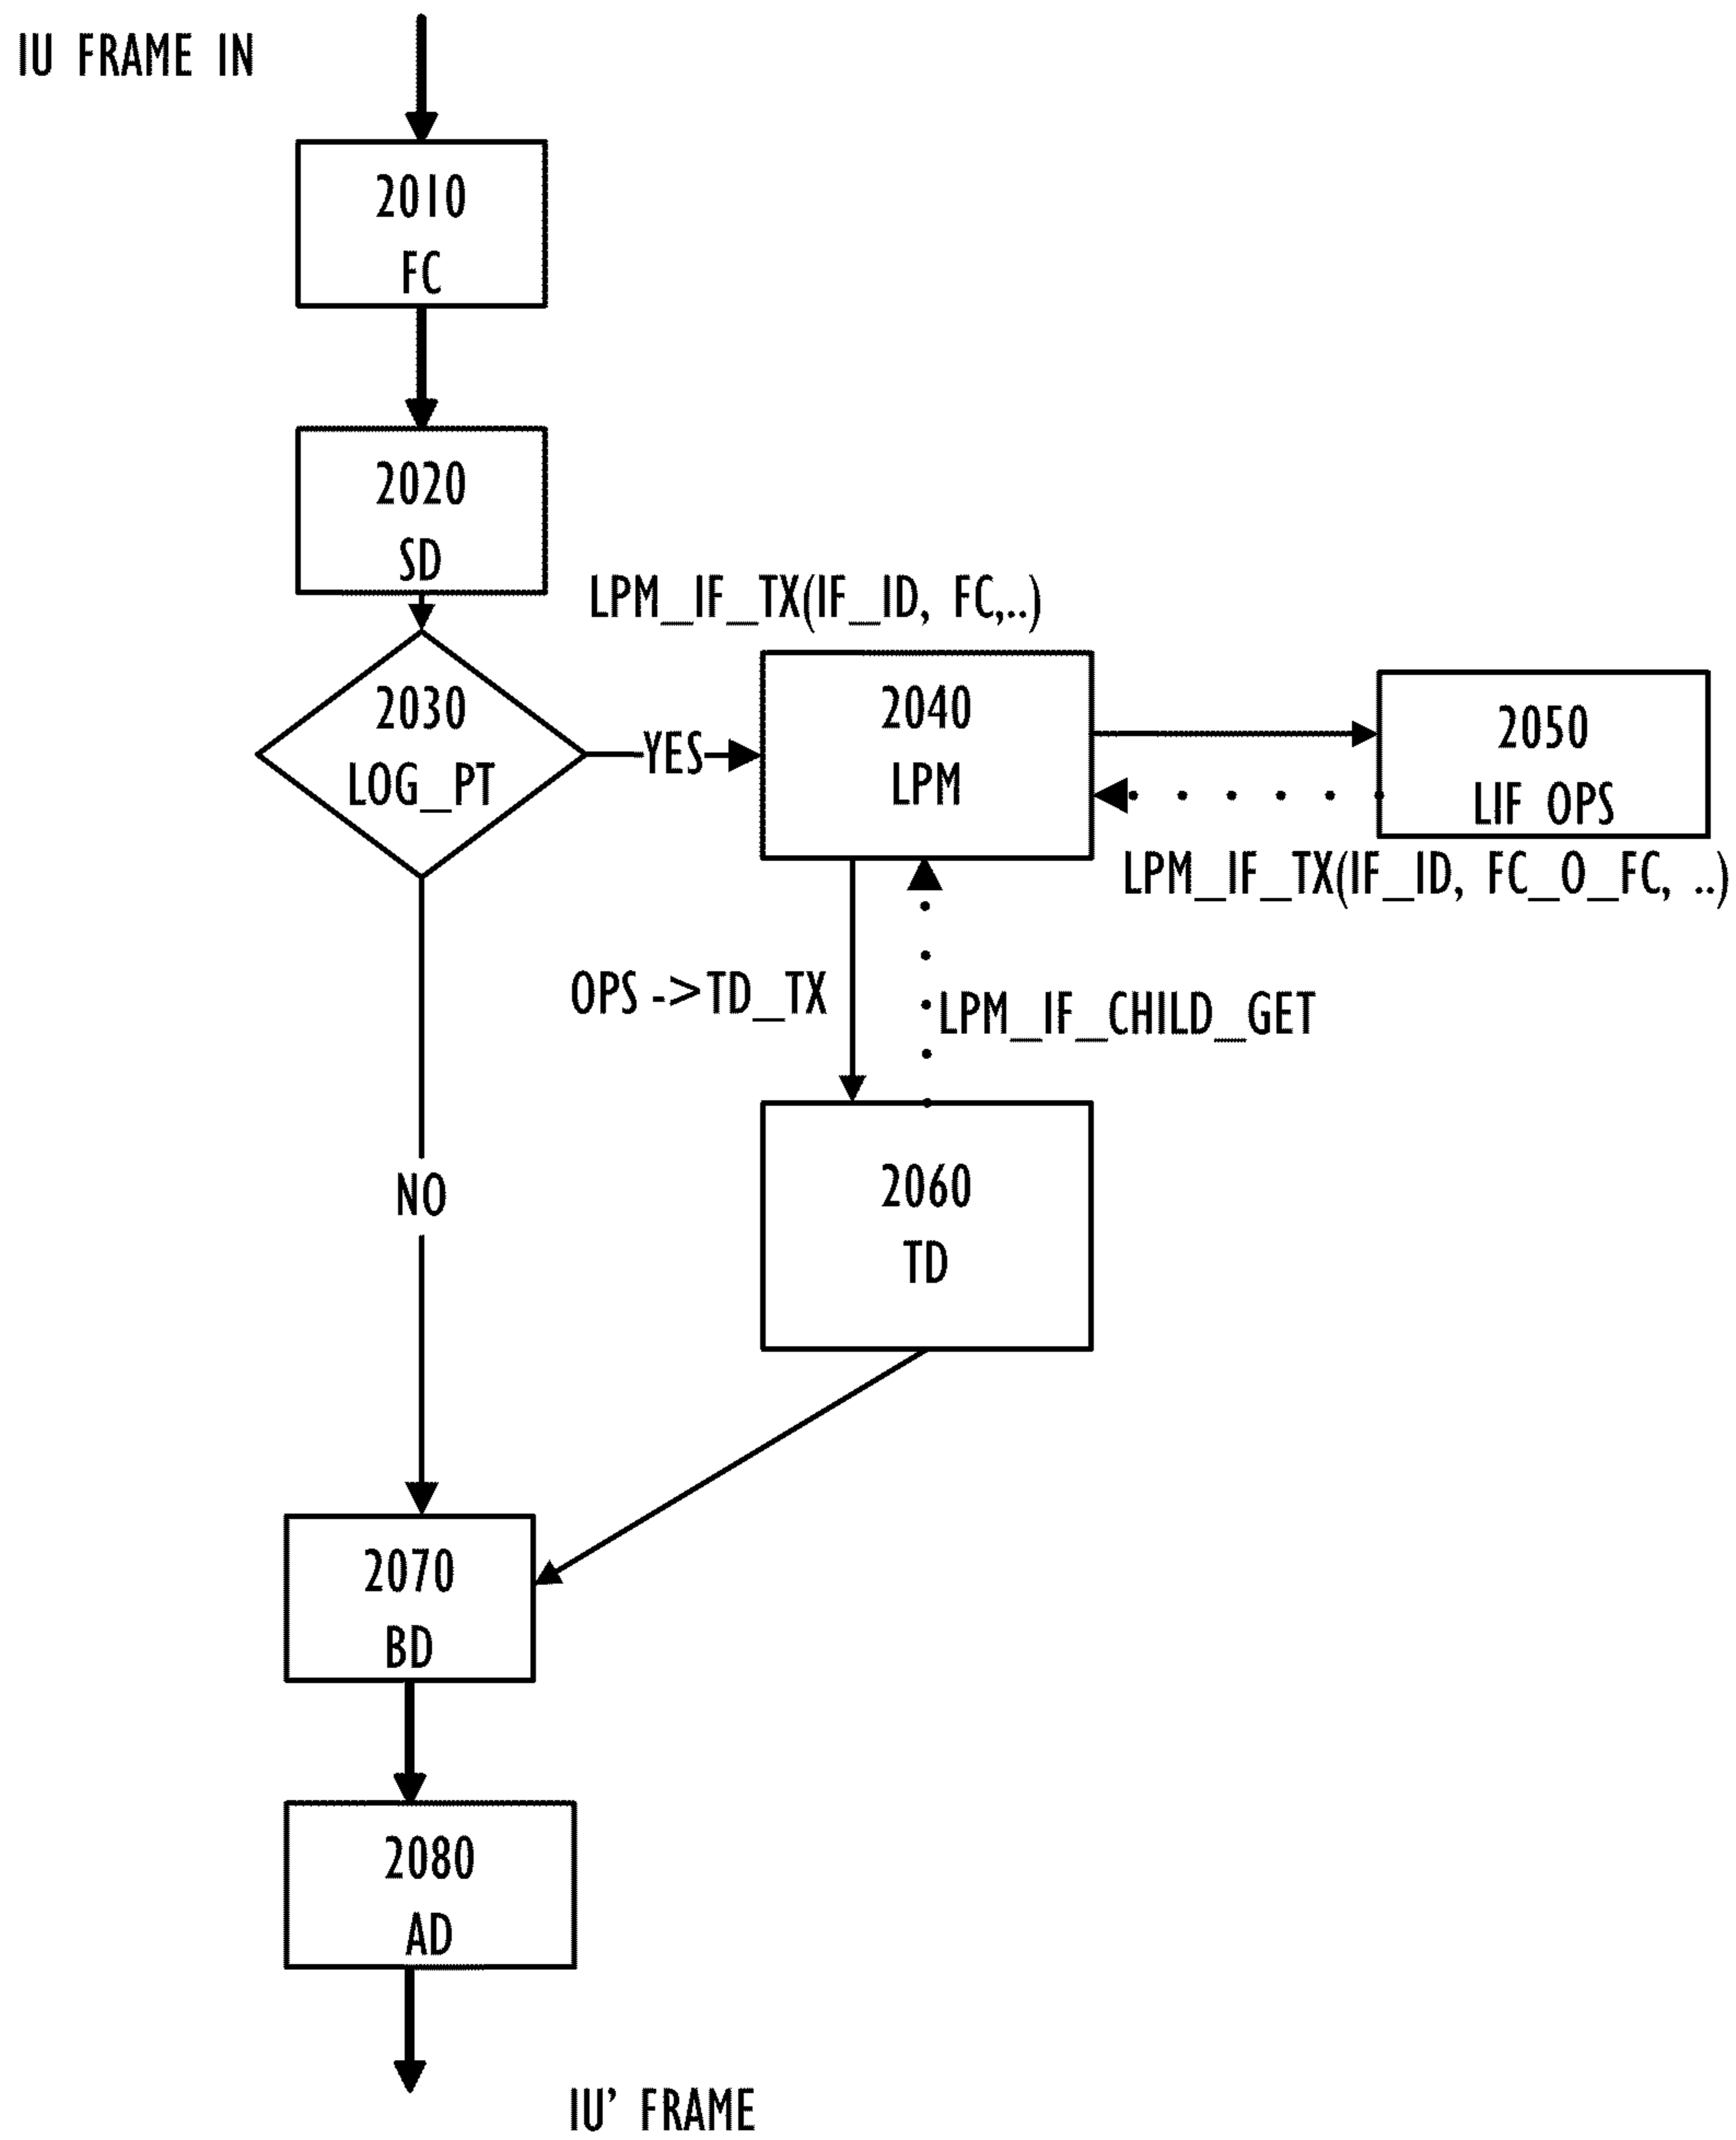 IU FRAME IN
2010
FC
2020
SD
LPM_IF_TX(IF_ID, FC,..)
2030
LOG_PT
YES
2040
LPM
2050
LIF OPS
LPM_IF_TX(IF_ID, FC_O_FC, ..)
OPS ->TD_TX
LPM_IF_CHILD_GET
NO
2060
TD
2070
BD
2080
AD
IU’ FRAME